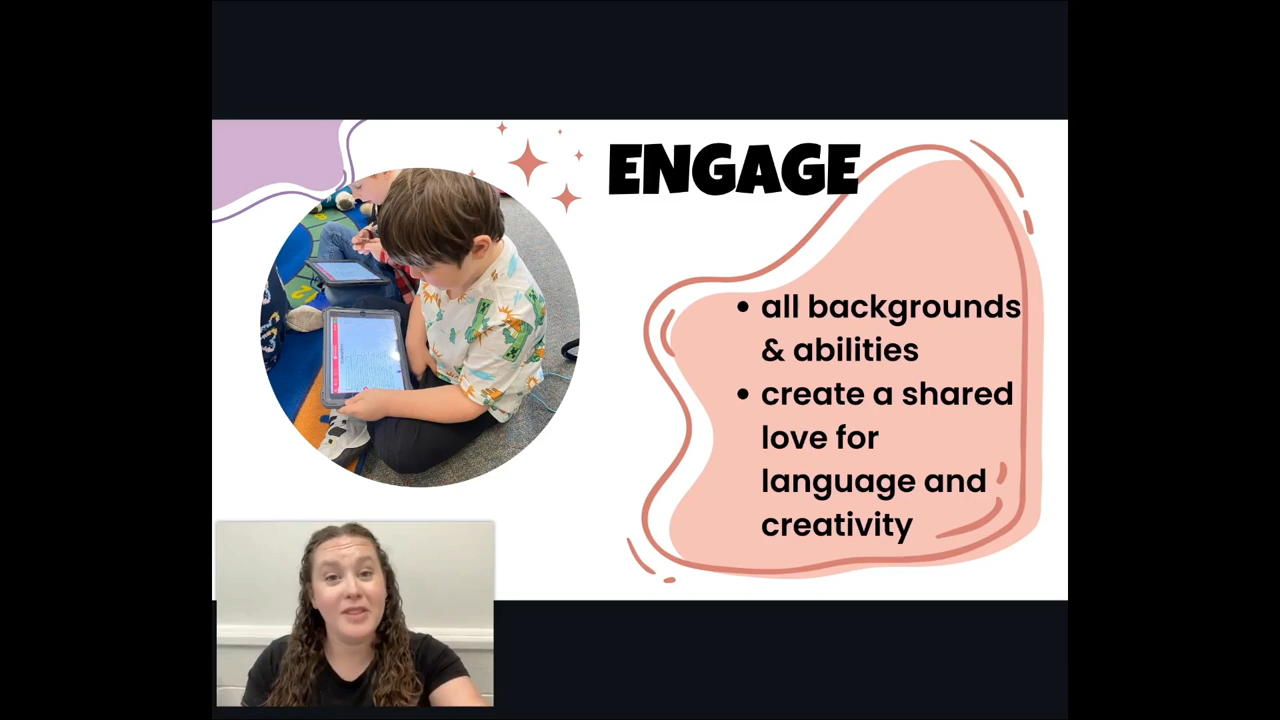 ENGAGE
• all backgrounds
& abilities
• create a shared
love for
language and
creativity